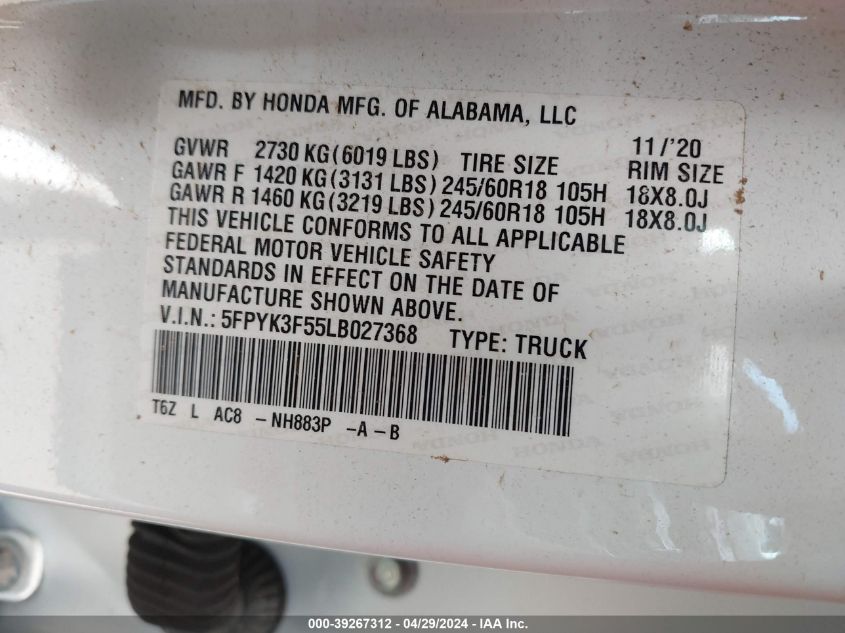 MFD. BY HONDA MFG. OF ALABAMA, LLC
11/'20
GVWR 2730 KG(6019 LBS) TIRE SIZE RIM SIZE
GAWR F 1420 KG(3131 LBS) 245/60R18 105H 18X8.0J
GAWR R 1460 KG(3219 LBS) 245/60R18 105H 18X8.0J
THIS VEHICLE CONFORMS TO ALL APPLICABLE
FEDERAL MOTOR VEHICLE SAFETY
STANDARDS IN EFFECT ON THE DATE OF
MANUFACTURE SHOWN ABOVE.
V.I.N.: 5FPYK3F55LB027368 TYPE: TRUCK
T6Z L AC8 -NH883P -A-B
HONDA HONDA HONDA
000-39267312 - 04/29/2024 - IAA Inc.